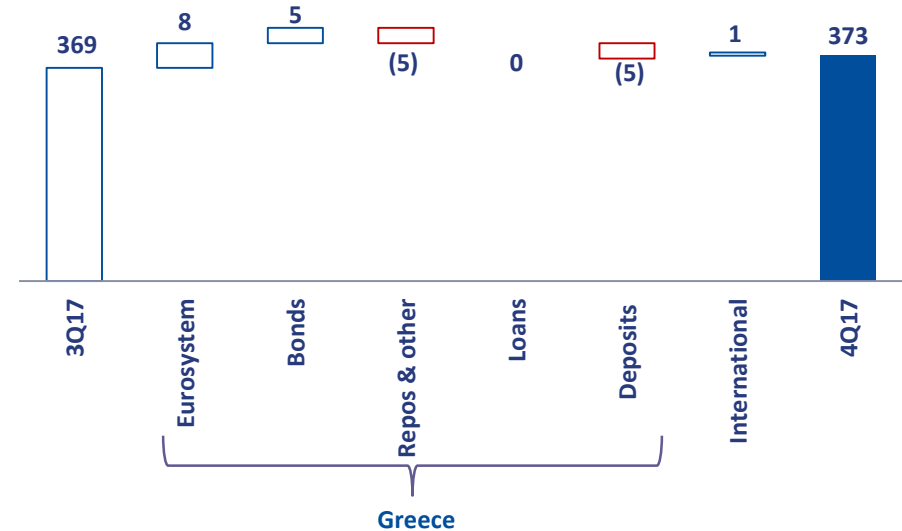 369
8
5
(5)
0
(5)
1
373
3Q17
Eurosystem
Bonds
Repos & other
Loans
Deposits
International
4Q17
Greece